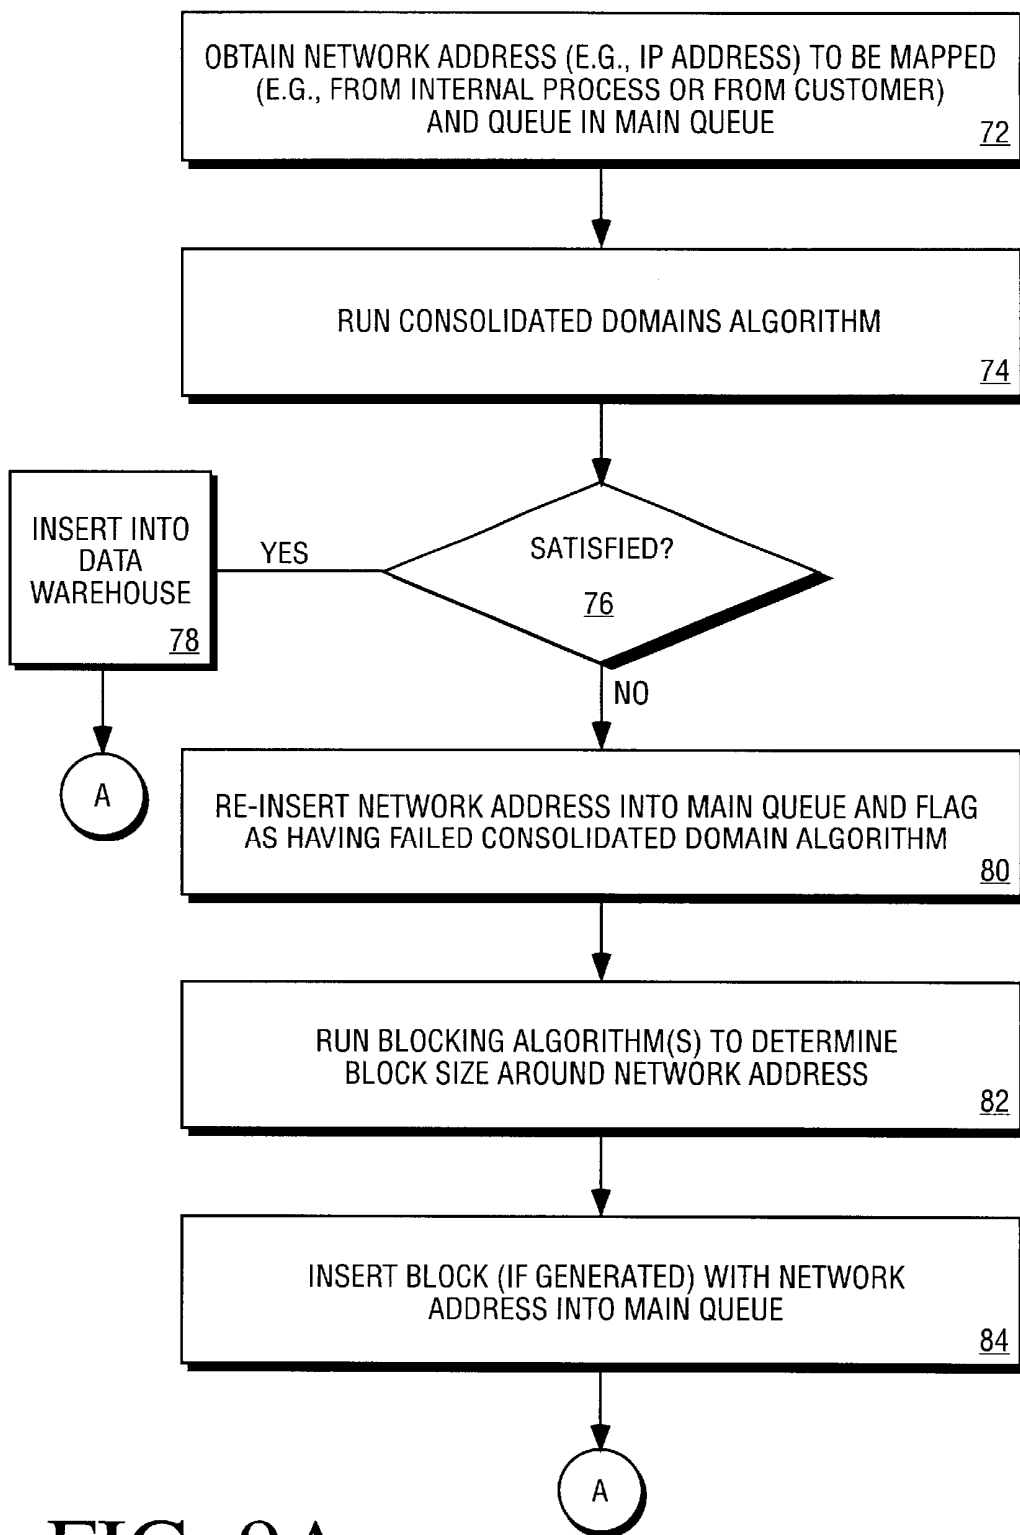 OBTAIN NETWORK ADDRESS (E.G., IP ADDRESS) TO BE MAPPED
(E.G., FROM INTERNAL PROCESS OR FROM CUSTOMER)
AND QUEUE IN MAIN QUEUE
72
RUN CONSOLIDATED DOMAINS ALGORITHM
74
SATISFIED?
76
YES
INSERT INTO
DATA
WAREHOUSE
78
A
NO
RE-INSERT NETWORK ADDRESS INTO MAIN QUEUE AND FLAG
AS HAVING FAILED CONSOLIDATED DOMAIN ALGORITHM
80
RUN BLOCKING ALGORITHM(S) TO DETERMINE
BLOCK SIZE AROUND NETWORK ADDRESS
82
INSERT BLOCK (IF GENERATED) WITH NETWORK
ADDRESS INTO MAIN QUEUE
84
A